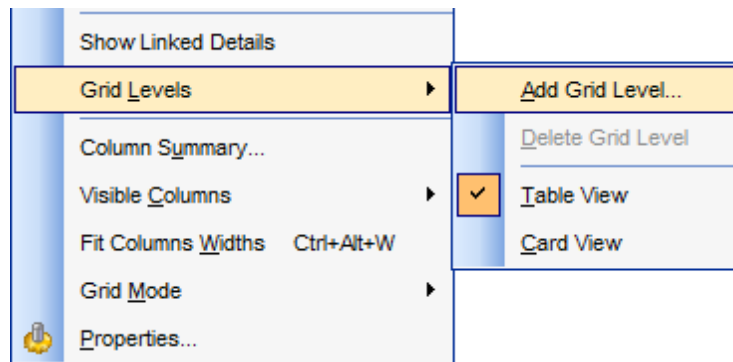 Show Linked Details
Grid Levels
Column Summary...
Visible Columns
Fit Columns Widths Ctrl+Alt+W
Grid Mode
Properties...
Add Grid Level...
Delete Grid Level
Table View
Card View